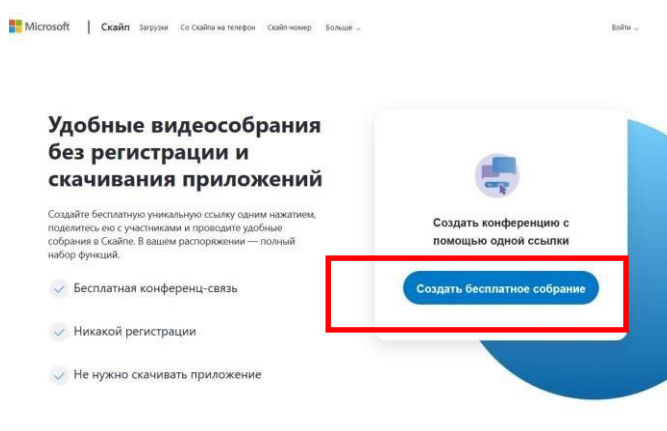 Microsoft | Скайп Загрузки Со Скайпа на телефон Скайп-номер Больше Войти
Удобные видеособрания
без регистрации и
скачивания приложений
Создайте бесплатную уникальную ссылку одним нажатием,
поделитесь ею с участниками и проводите удобные
собрания в Скайпе. В вашем распоряжении — полный
набор функций.
Бесплатная конференц-связь
Никакой регистрации
Не нужно скачивать приложение
Создать конференцию с
помощью одной ссылки
Создать бесплатное собрание